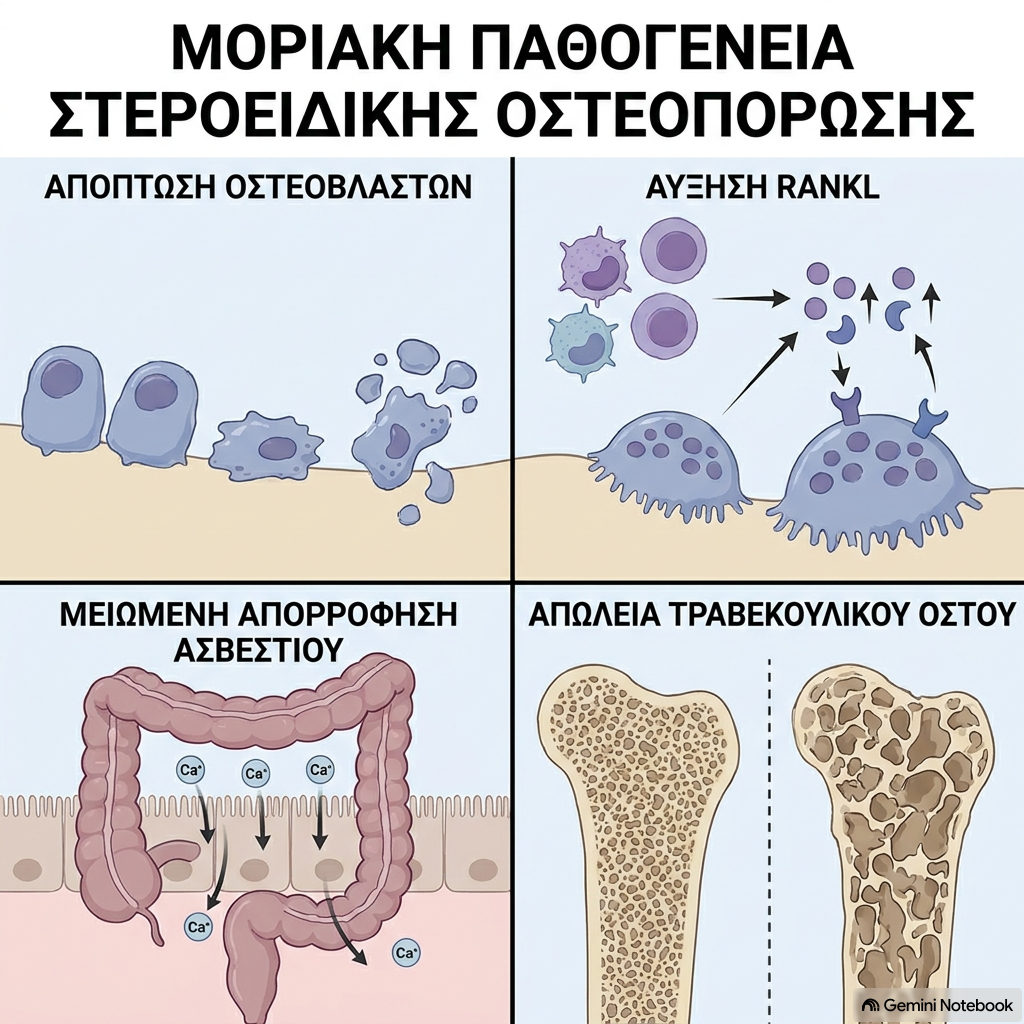 ΜΟΡΙΑΚΗ ΠΑΘΟΓΕΝΕΙΑ
ΣΤΕΡΟΕΙΔΙΚΗΣ ΟΣΤΕΟΠΟΡΩΣΗΣ
ΑΠΟΠΤΩΣΗ ΟΣΤΕΟΒΛΑΣΤΩΝ
ΑΥΞΗΣΗ RANKL
ΜΕΙΩΜΕΝΗ ΑΠΟΡΡΟΦΗΣΗ
ΑΣΒΕΣΤΙΟΥ
Ca⁺
Ca⁺
Ca⁺
Ca⁺
Ca⁺
ΑΠΩΛΕΙΑ ΤΡΑΒΕΚΟΥΛΙΚΟΥ ΟΣΤΟΥ
Gemini Notebook